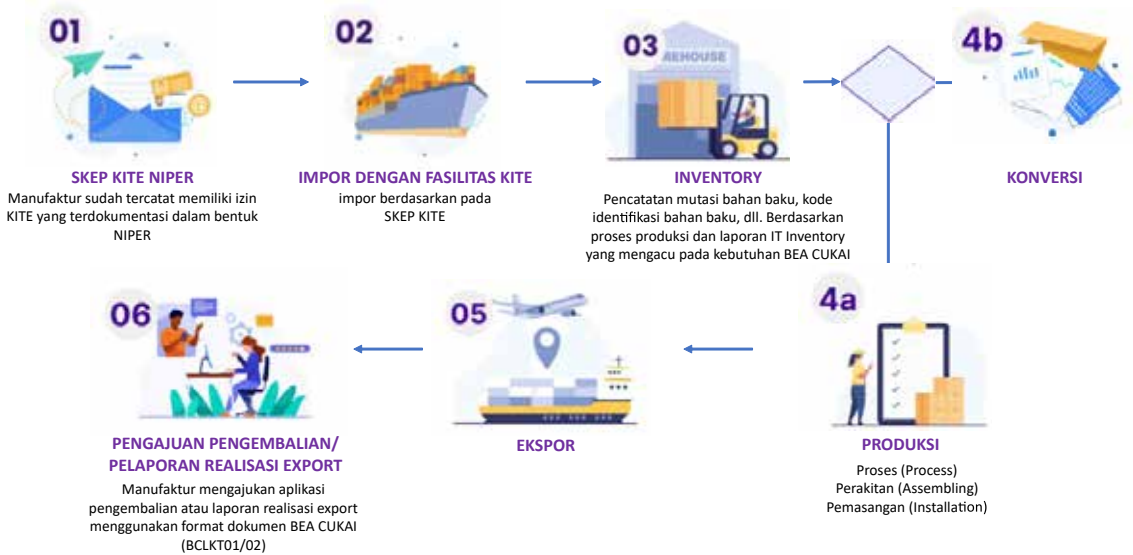 01
SKEP KITE NIPER
Manufaktur sudah tercatat memiliki izin
KITE yang terdokumentasi dalam bentuk
NIPER
02
IMPOR DENGAN FASILITAS KITE
impor berdasarkan pada
SKEP KITE
03
REHOUSE
INVENTORY
Pencatatan mutasi bahan baku, kode
identifikasi bahan baku, dll. Berdasarkan
proses produksi dan laporan IT Inventory
yang mengacu pada kebutuhan BEA CUKAI
4b
KONVERSI
4a
PRODUKSI
Proses (Process)
Perakitan (Assembling)
Pemasangan (Installation)
05
EKSPOR
06
PENGAJUAN PENGEMBALIAN/
PELAPORAN REALISASI EXPORT
Manufaktur mengajukan aplikasi
pengembalian atau laporan realisasi export
menggunakan format dokumen BEA CUKAI
(BCLKT01/02)